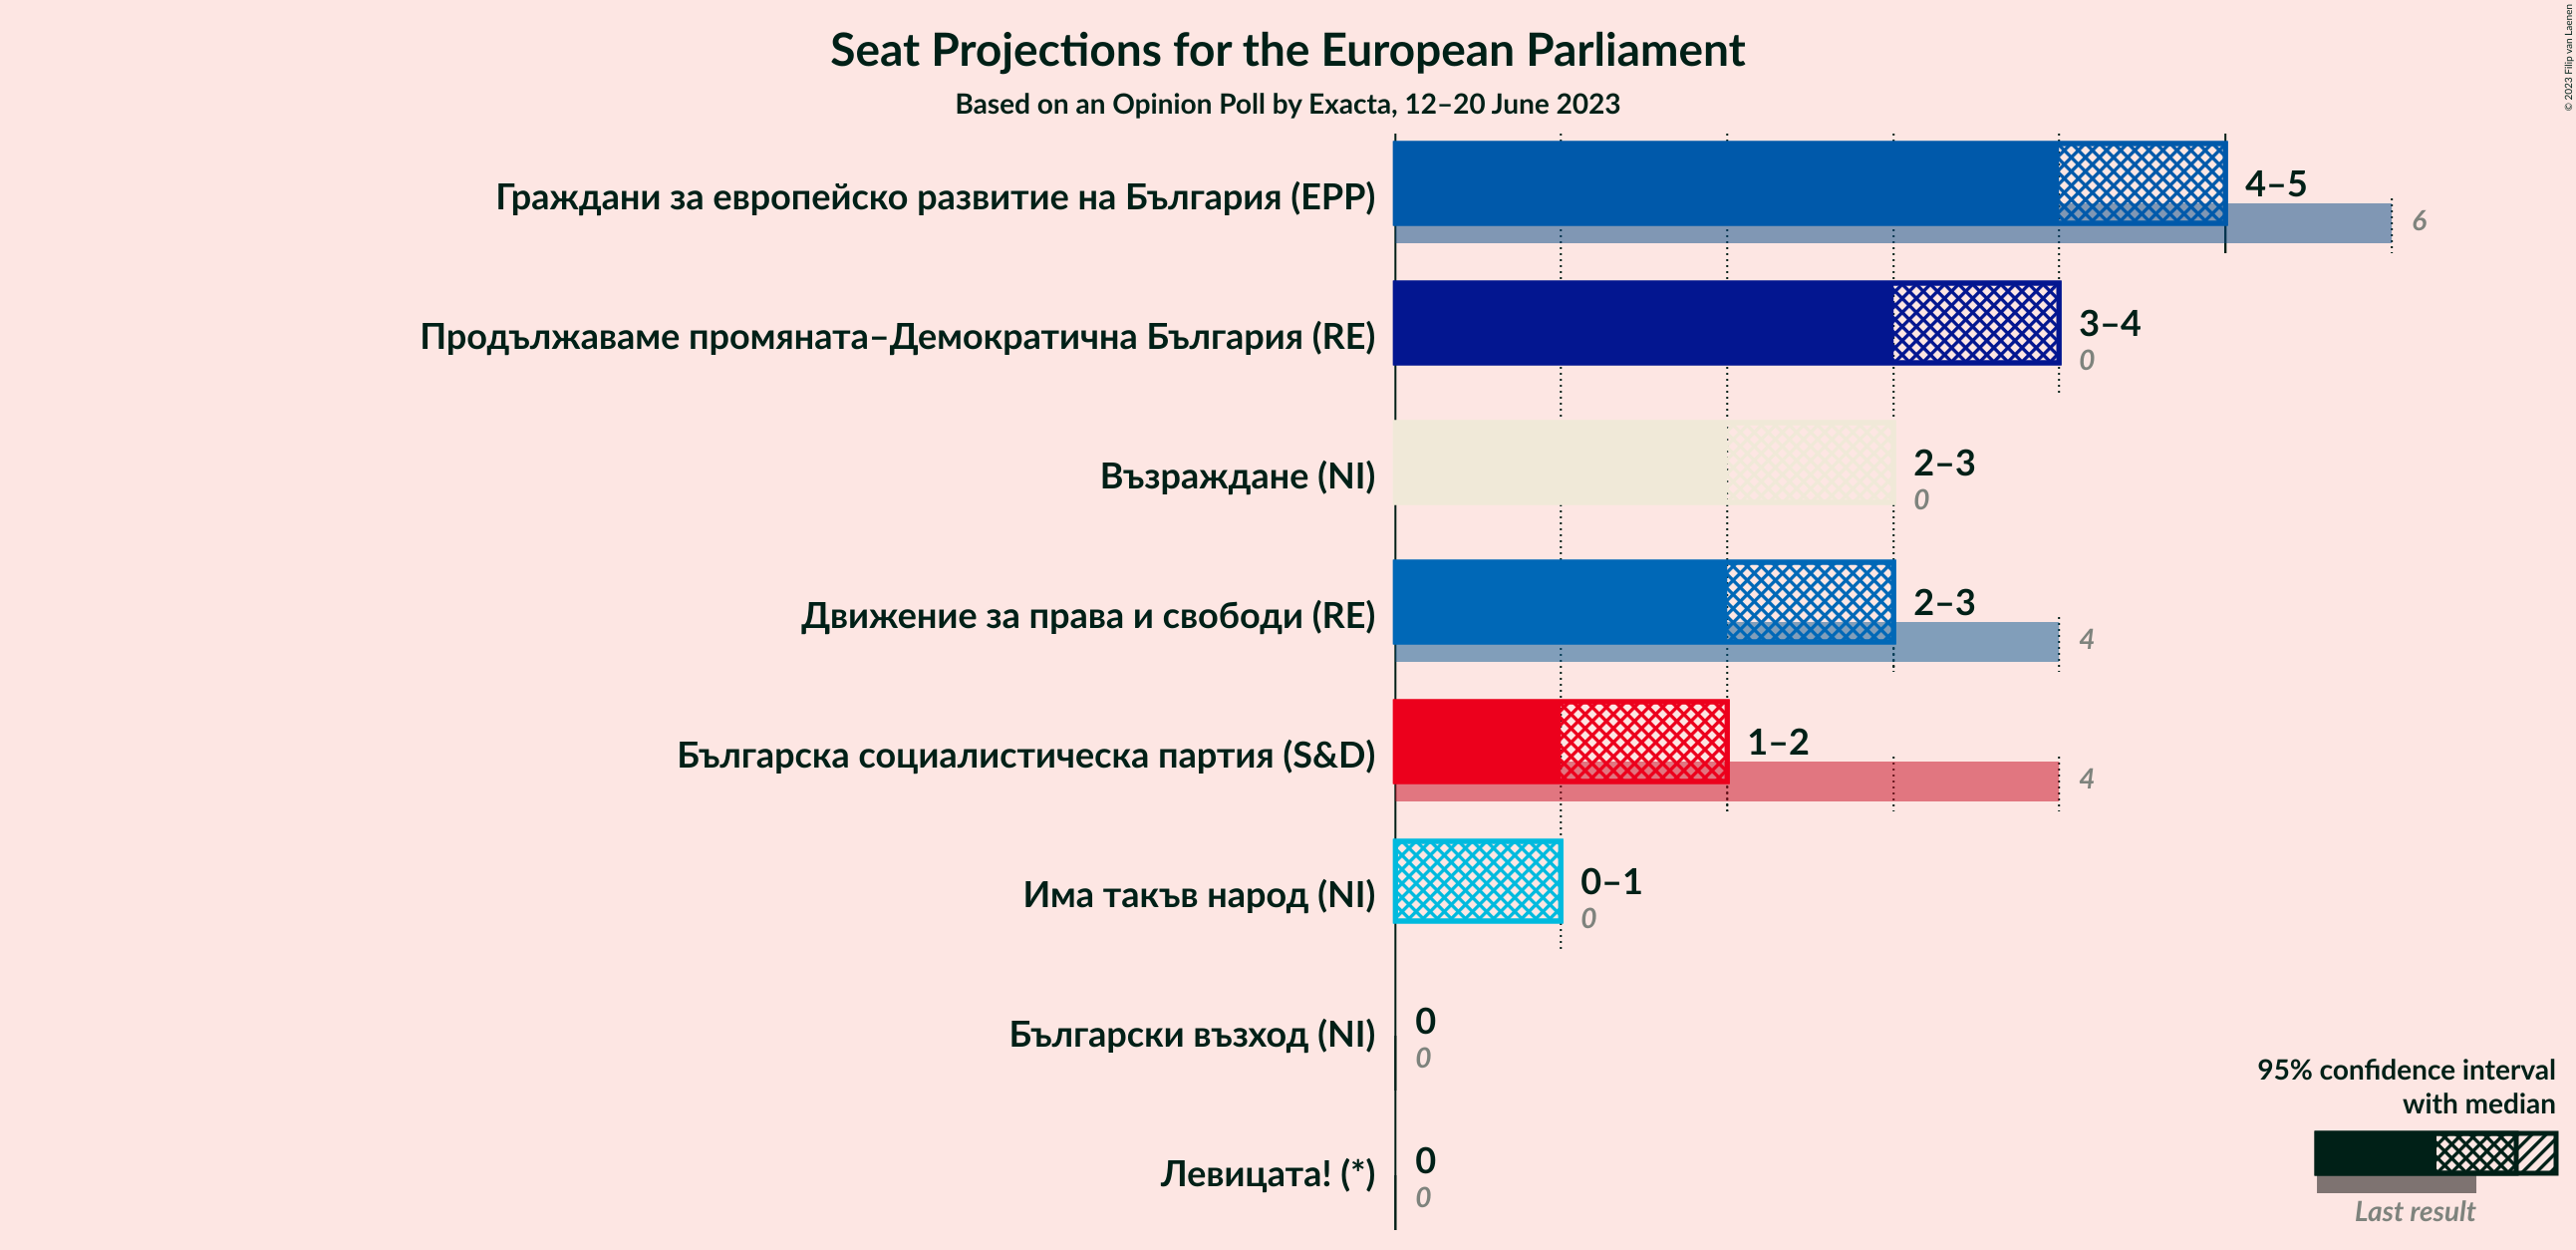 Seat Projections for the European Parliament
Based on an Opinion Poll by Exacta, 12–20 June 2023
© 2023 Filip van Laenen
Граждани за европейско развитие на България (EPP)
4–5
6
Продължаваме промяната–Демократична България (RE)
3–4
0
Възраждане (NI)
2–3
0
Движение за права и свободи (RE)
2–3
4
Българска социалистическа партия (S&D)
1–2
4
Има такъв народ (NI)
0–1
0
Български възход (NI)
0
0
Левицата! (*)
0
0
95% confidence interval
with median
Last result